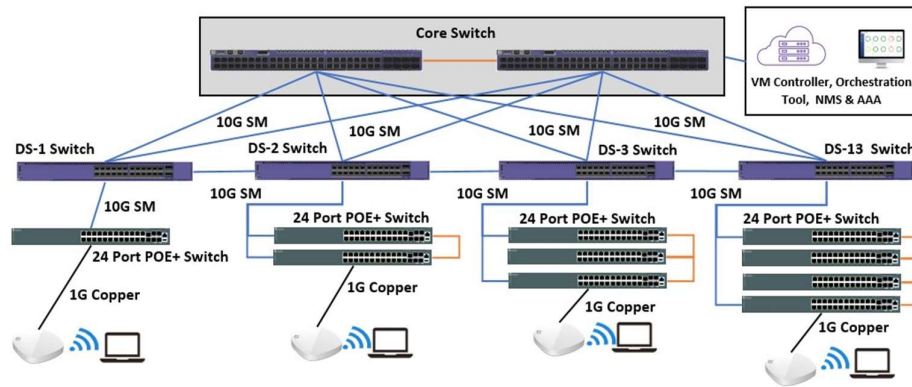 Core Switch
VM Controller, Orchestration
Tool, NMS & AAA
10G SM
10G SM
10G SM
10G SM
DS-1 Switch
DS-2 Switch
DS-3 Switch
DS-13 Switch
10G SM
10G SM
10G SM
10G SM
24 Port POE+ Switch
24 Port POE+ Switch
24 Port POE+ Switch
24 Port POE+ Switch
1G Copper
1G Copper
1G Copper
1G Copper